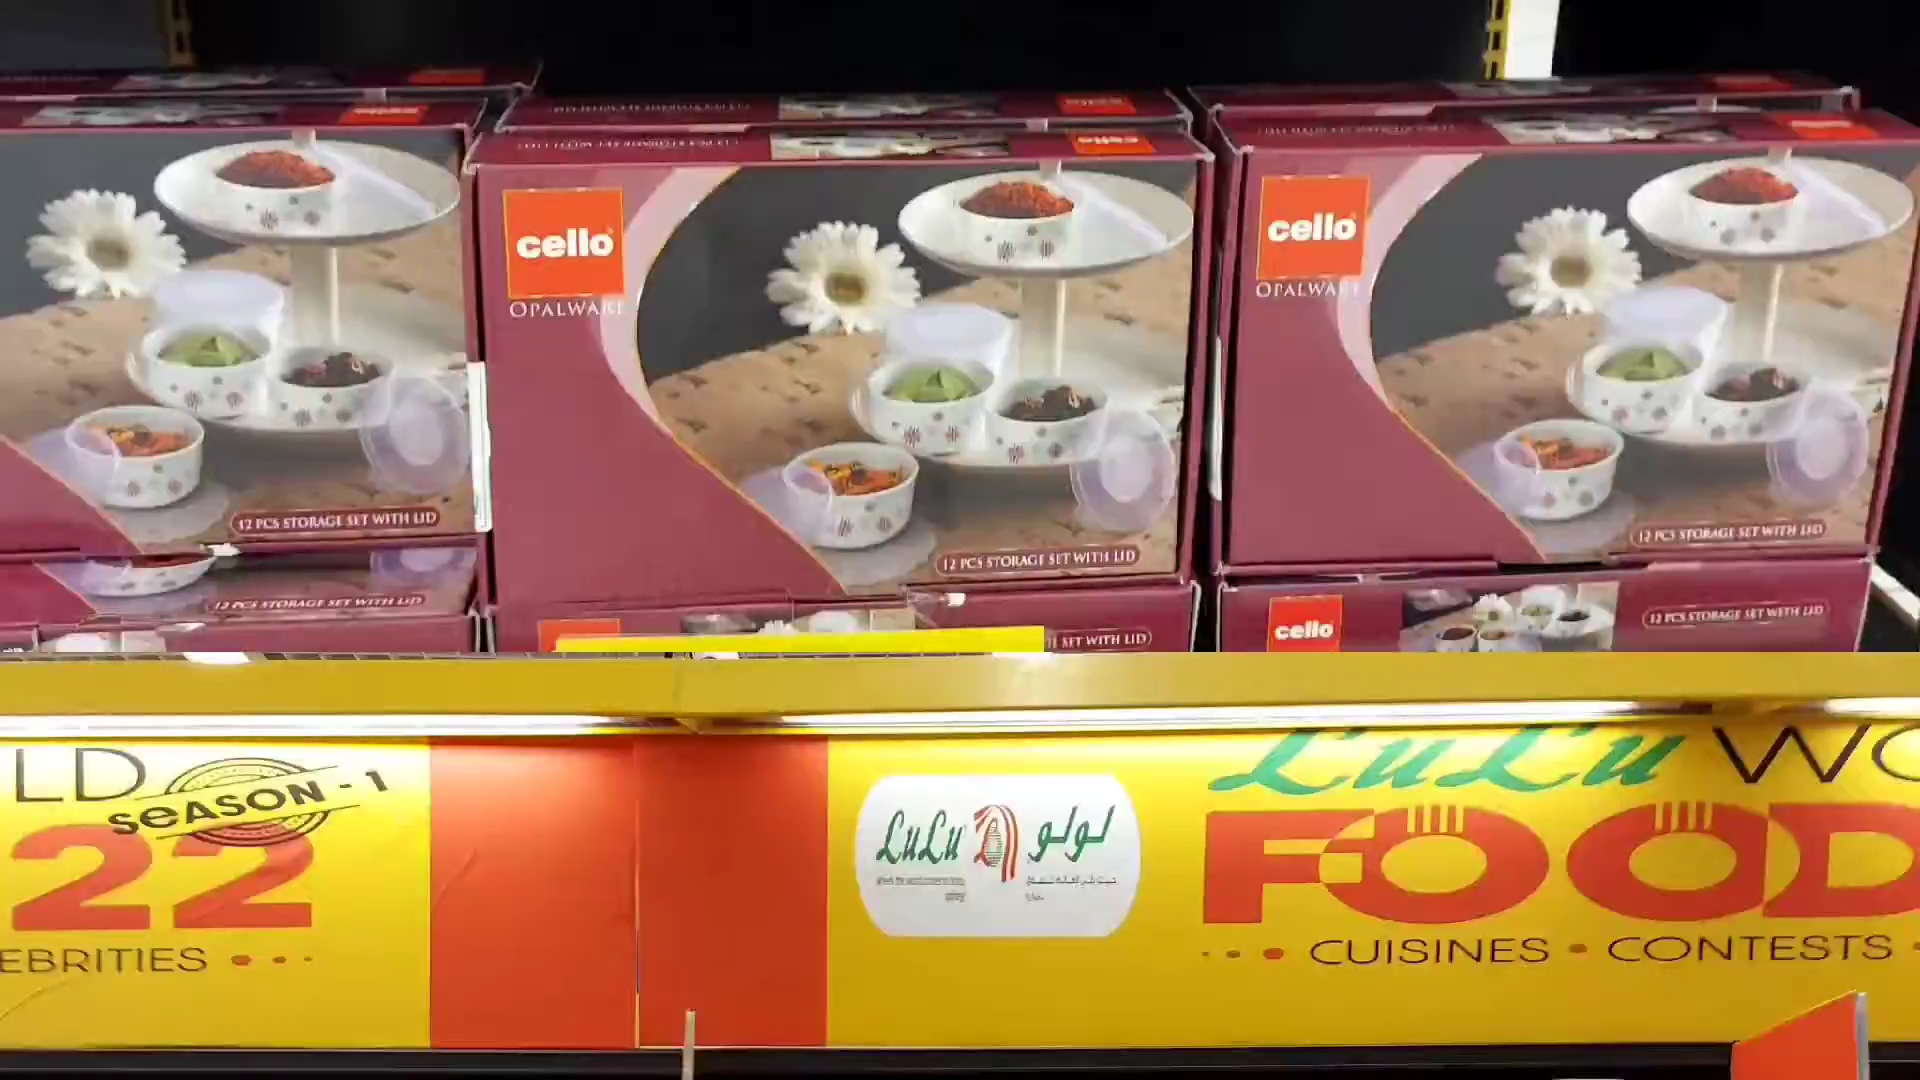 cello
OPALWARE
12 PCS STORAGE SET WITH LID
12 PCS STORAGE SET WITH LID
cello
OPALWARE
12 PCS STORAGE SET WITH LID
SET WITH LID
cello
OPALWARE
12 PCS STORAGE SET WITH LID
cello
12 PCS STORAGE SET WITH LID
LD
SEASON - 1
22
EBRITIES
LuLu لولو
LuLu WO
FOOD
CUISINES • CONTESTS